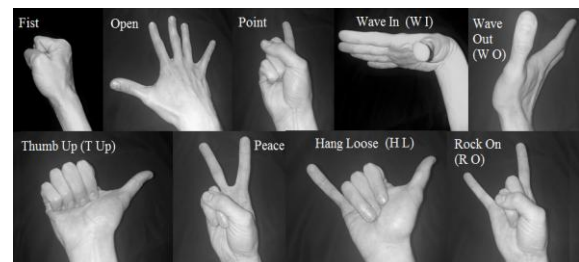 Fist
Open
Point
Wave In (W I)
Wave
Out
(W O)
Thumb Up (T Up)
Peace
Hang Loose (H L)
Rock On
(R O)